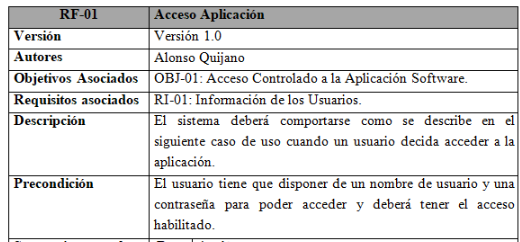 RF-01 Acceso Aplicación
Versión Versión 1.0
Autores Alonso Quijano
Objetivos Asociados OBJ-01: Acceso Controlado a la Aplicación Software.
Requisitos asociados RI-01: Información de los Usuarios.
Descripción El sistema deberá comportarse como se describe en el
siguiente caso de uso cuando un usuario decida acceder a la
aplicación.
Precondición El usuario tiene que disponer de un nombre de usuario y una
contraseña para poder acceder y deberá tener el acceso
habilitado.